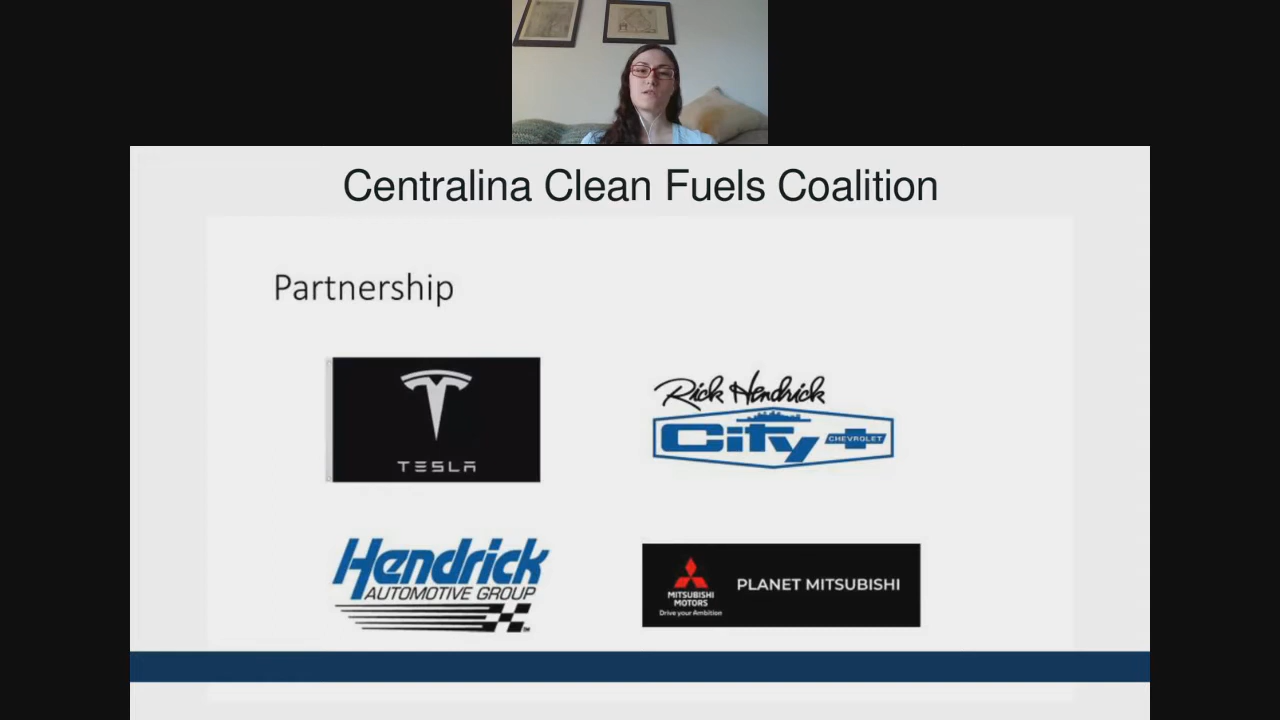 Centralina Clean Fuels Coalition
Partnership
TESLA
Rick Hendrick
City CHEVROLET
Hendrick
AUTOMOTIVE GROUP
MITSUBISHI
MOTORS
Drive your Ambition
PLANET MITSUBISHI